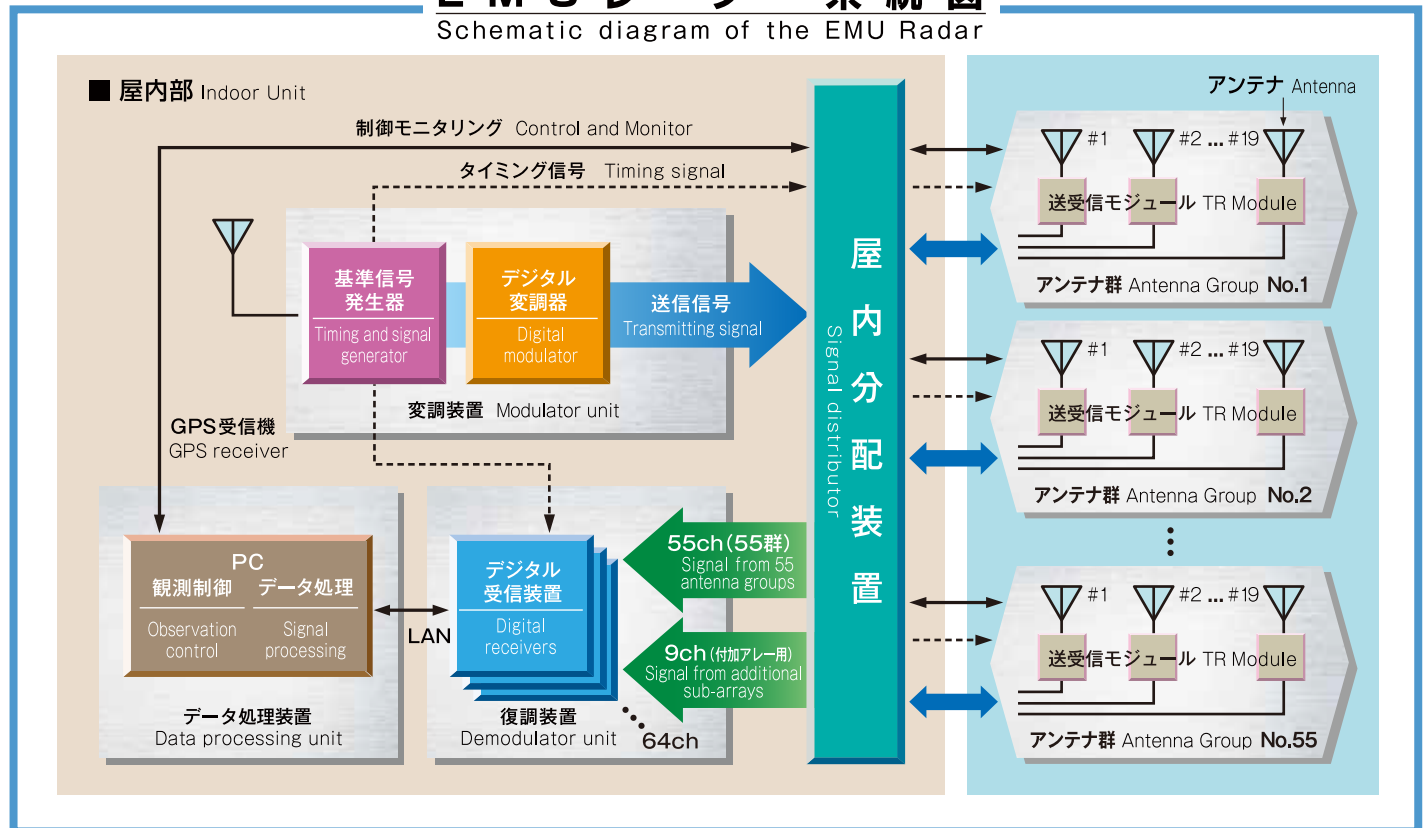 Schematic diagram of the EMU Radar
■ 屋内部 Indoor Unit
制御モニタリング Control and Monitor
タイミング信号 Timing signal
基準信号
発生器
Timing and signal
generator
デジタル
変調器
Digital
modulator
送信信号
Transmitting signal
変調装置 Modulator unit
GPS受信機
GPS receiver
PC
観測制御
Observation
control
データ処理
Signal
processing
データ処理装置
Data processing unit
LAN
デジタル
受信装置
Digital
receivers
復調装置
Demodulator unit
64ch
55ch(55群)
Signal from 55
antenna groups
9ch(付加アレー用)
Signal from additional
sub-arrays
屋内分配装置
Signal distributor
アンテナ Antenna
#1 #2 ... #19
送受信モジュール TR Module
アンテナ群 Antenna Group No.1
#1 #2 ... #19
送受信モジュール TR Module
アンテナ群 Antenna Group No.2
#1 #2 ... #19
送受信モジュール TR Module
アンテナ群 Antenna Group No.55